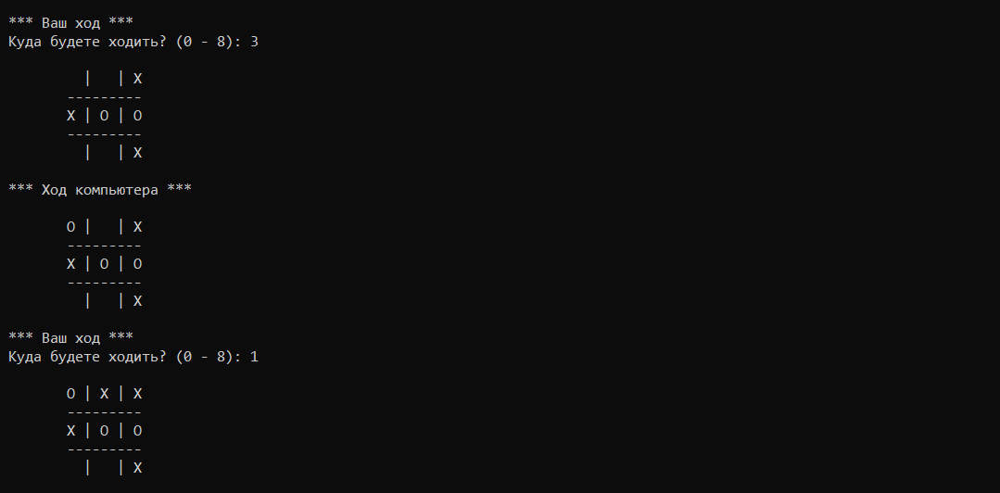 *** Ваш ход ***
Куда будете ходить? (0 - 8): 3
  |   | X
---------
X | O | O
---------
  |   | X
*** Ход компьютера ***
O |   | X
---------
X | O | O
---------
  |   | X
*** Ваш ход ***
Куда будете ходить? (0 - 8): 1
O | X | X
---------
X | O | O
---------
  |   | X